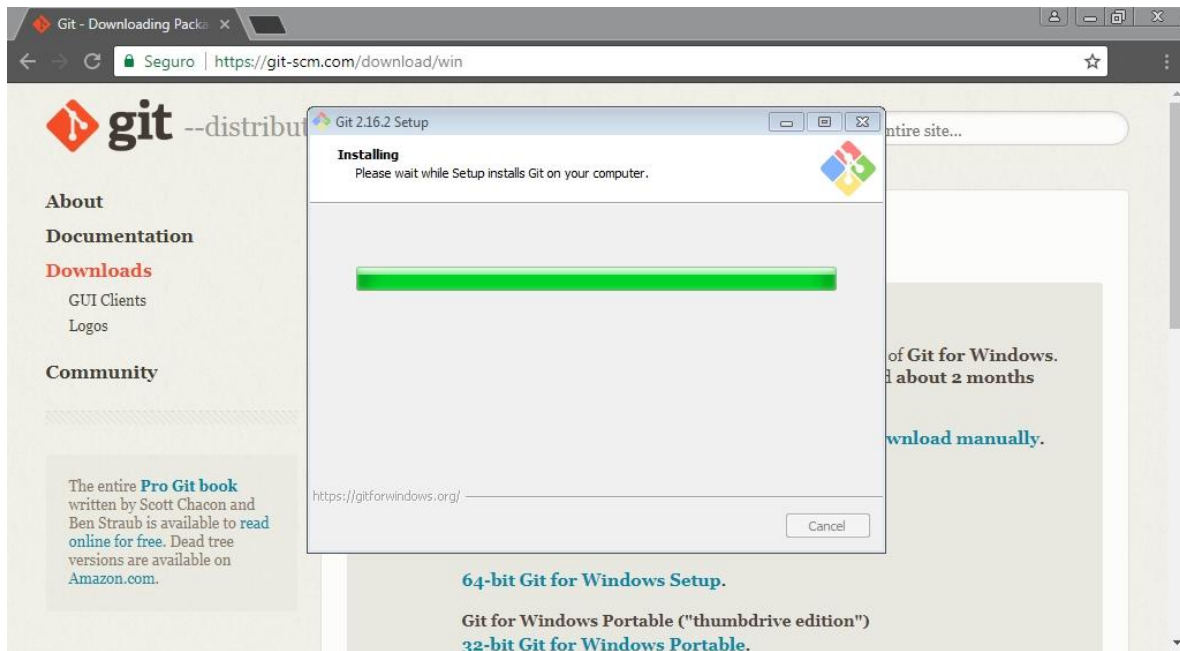 Git - Downloading Packa
Seguro | https://git-scm.com/download/win
git --distribut
ntire site...
Git 2.16.2 Setup
Installing
Please wait while Setup installs Git on your computer.
https://gitforwindows.org/
Cancel
About
Documentation
Downloads
GUI Clients
Logos
Community
The entire Pro Git book
written by Scott Chacon and
Ben Straub is available to read
online for free. Dead tree
versions are available on
Amazon.com.
of Git for Windows.
about 2 months
wnload manually.
64-bit Git for Windows Setup.
Git for Windows Portable ("thumbdrive edition")
32-bit Git for Windows Portable.